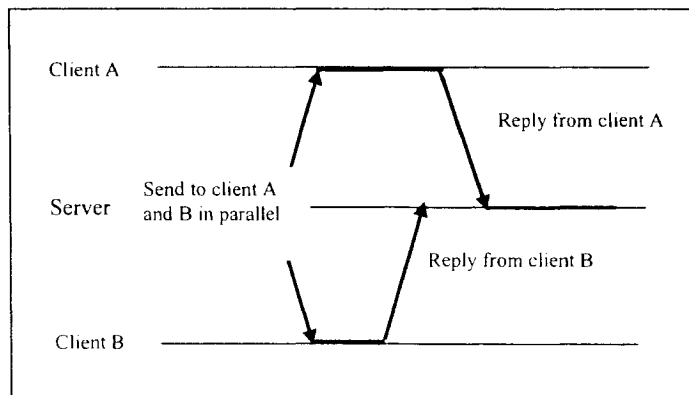 Client A
Reply from client A
Send to client A
Server
and B in parallel
Reply from client B
Client B